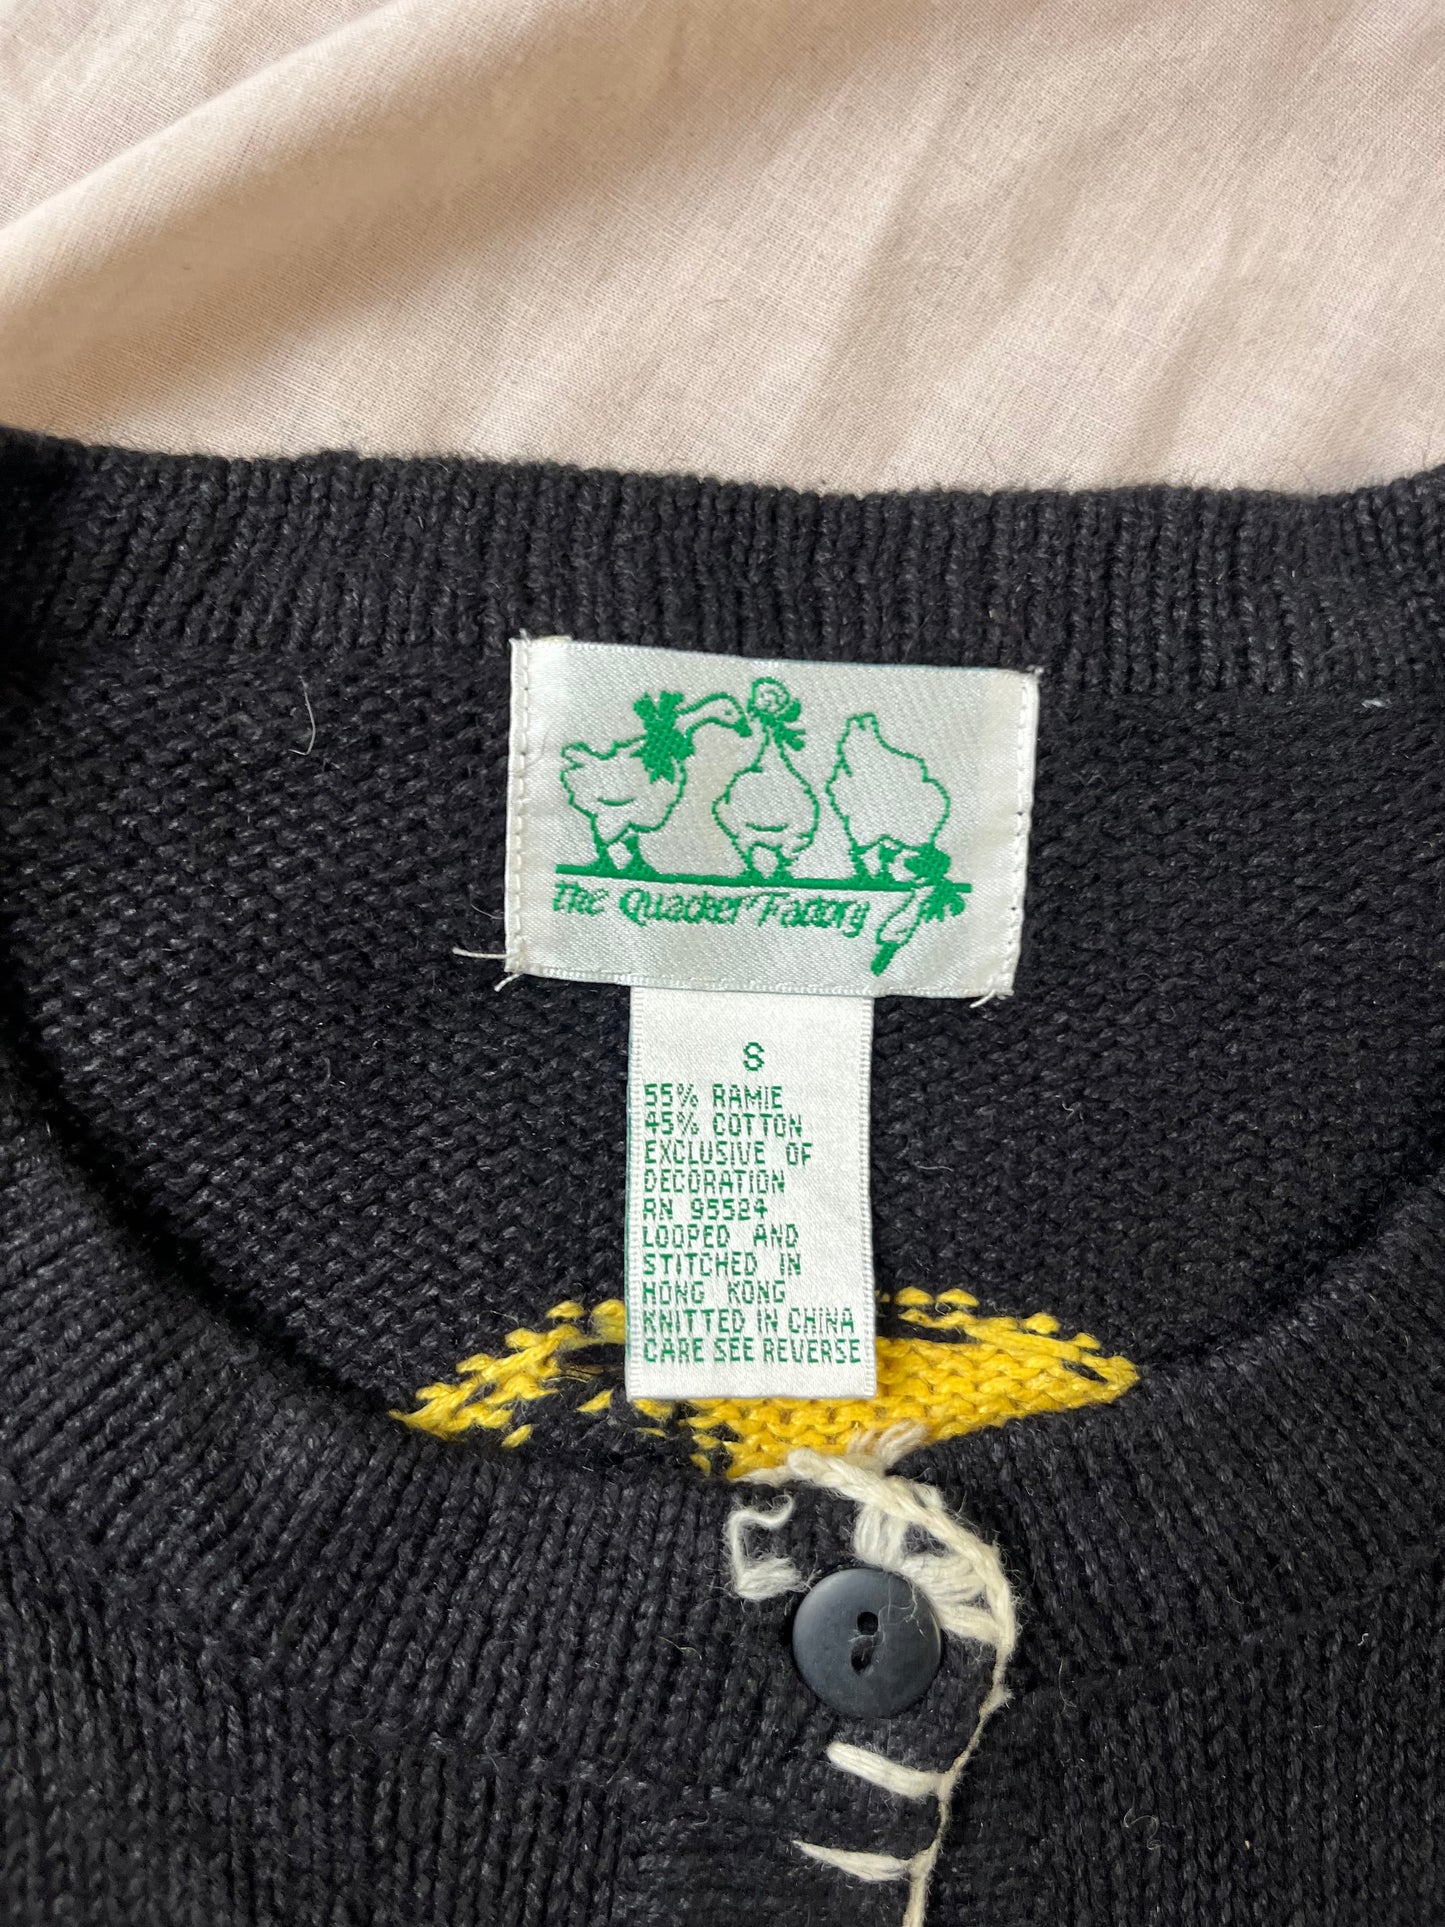 The Quacker Factory
S
55% RAMIE
45% COTTON
EXCLUSIVE OF
DECORATION
RN 95524
LOOPED AND
STITCHED IN
HONG KONG
KNITTED IN CHINA
CARE SEE REVERSE